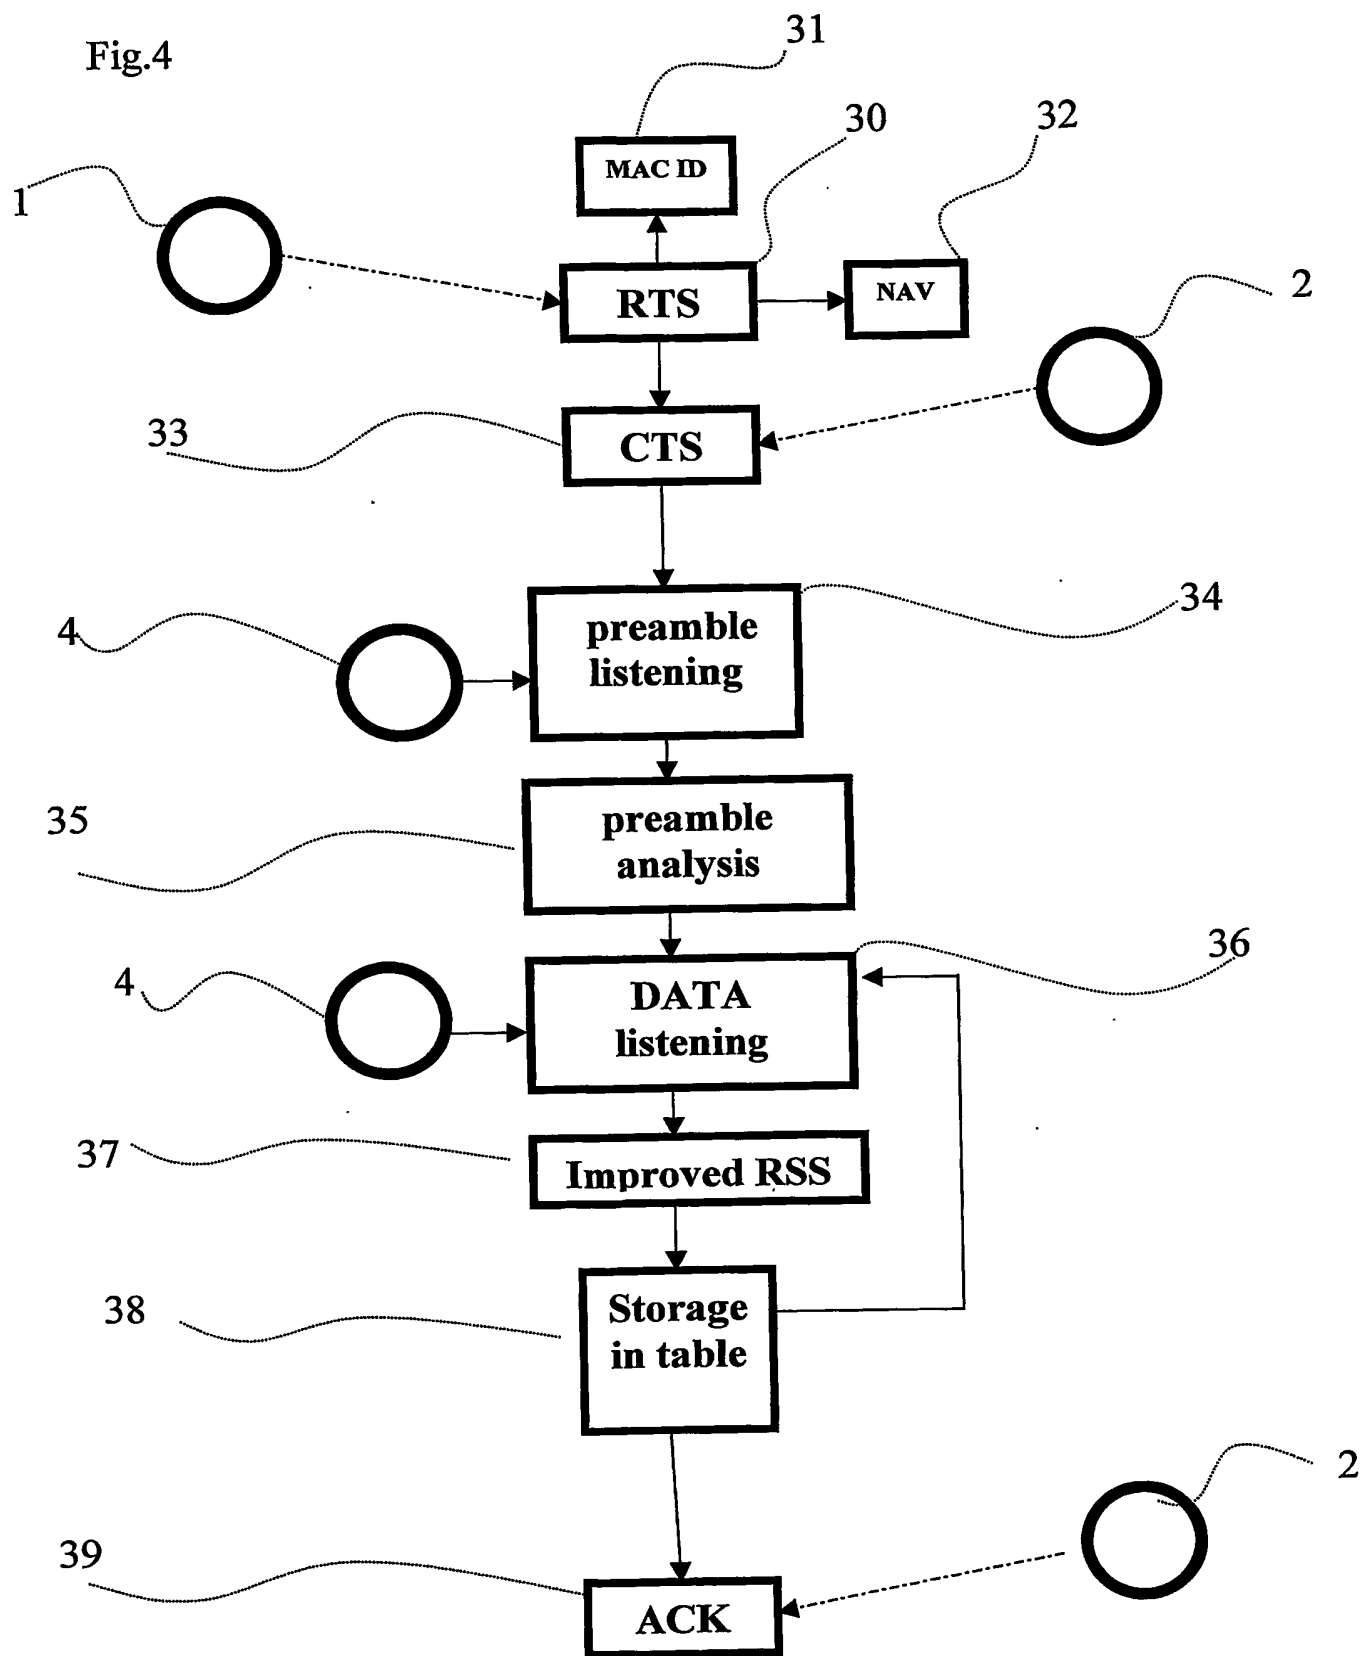 Fig.4
31
30
32
MAC ID
1
RTS
NAV
2
33
CTS
34
4
preamble
listening
35
preamble
analysis
36
4
DATA
listening
37
Improved RSS
38
Storage
in table
2
39
ACK